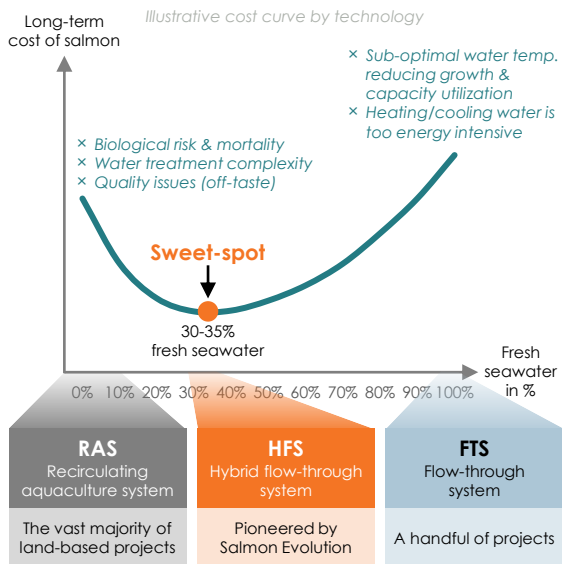 Illustrative cost curve by technology
Long-term
cost of salmon
× Sub-optimal water temp.
reducing growth &
capacity utilization
× Heating/cooling water is
too energy intensive
× Biological risk & mortality
× Water treatment complexity
× Quality issues (off-taste)
Sweet-spot
30-35%
fresh seawater
Fresh
seawater
in %
0% 10% 20% 30% 40% 50% 60% 70% 80% 90% 100%
RAS
Recirculating
aquaculture system
The vast majority of
land-based projects
HFS
Hybrid flow-through
system
Pioneered by
Salmon Evolution
FTS
Flow-through
system
A handful of projects